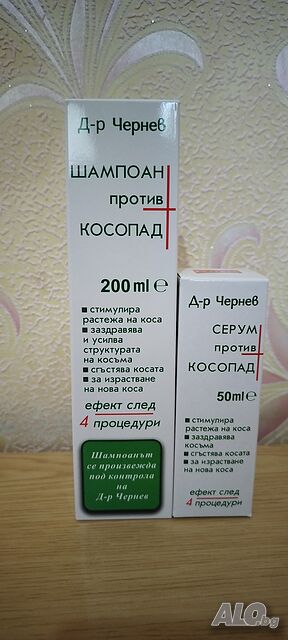 Д-р Чернев
ШАМПОАН
против
КОСОПАД
200 ml e
■ стимулира
растежа на коса
■ заздравява
и усилва
структурата
на косъма
■ сгъстява косата
■ за израстване
на нова коса
ефект след
4 процедури
Шампоанът
се произвежда
под контрола
на
Д-р Чернев
Д-р Чернев
СЕРУМ
против
КОСОПАД
50 ml e
■ стимулира
растежа на коса
■ заздравява
косъма
■ сгъстява косата
■ за израстване
на нова коса
ефект след
4 процедури
ALO.bg